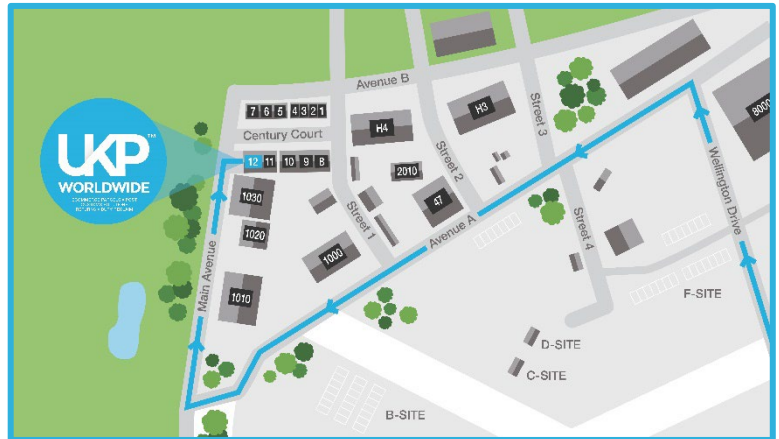 UKP™
WORLDWIDE
Avenue B
7 6 5 4 3 2 1
Century Court
12 11 10 9 8
H4
H3
2010
47
1030
1020
1010
1000
8000
Street 1
Street 2
Street 3
Street 4
Avenue A
Main Avenue
Wellington Drive
F-SITE
D-SITE
C-SITE
B-SITE